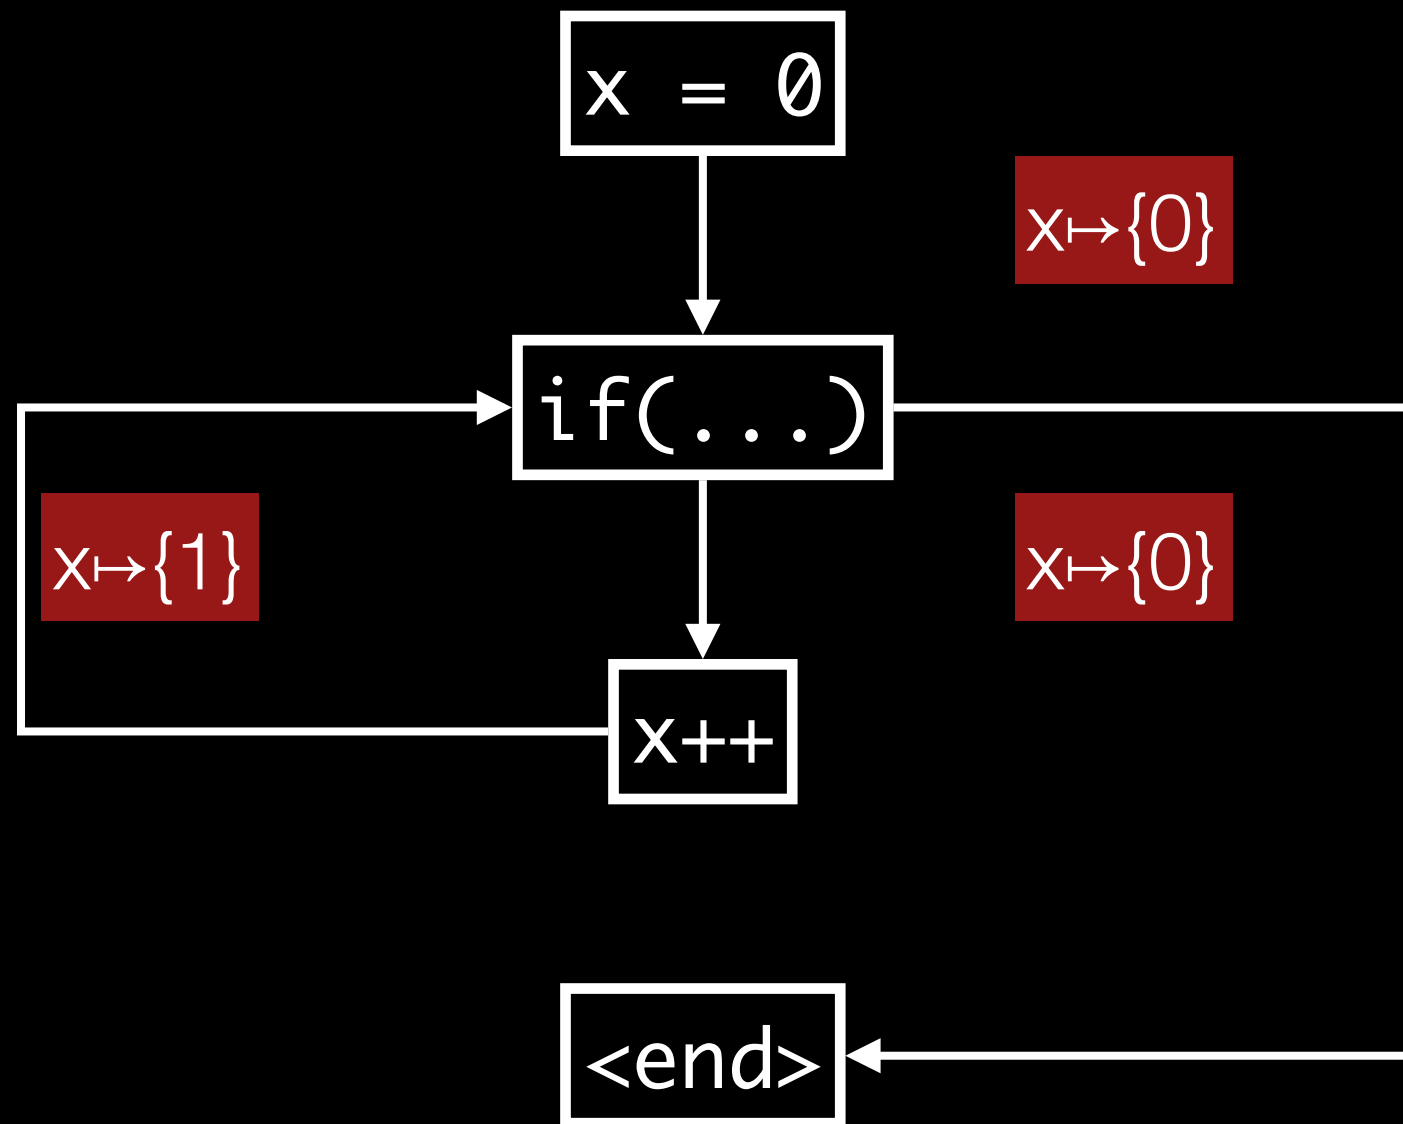 x = 0
x↦{0}
if(...)
x↦{1}
x↦{0}
x++
<end>